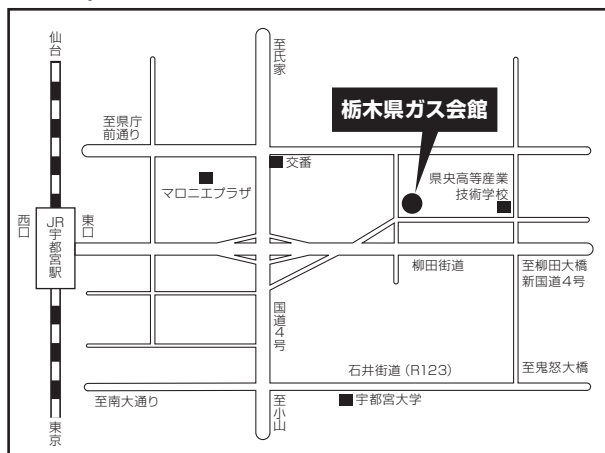 仙台
至氏家
栃木県ガス会館
至県庁
前通り
交番
マロニエプラザ
県央高等産業
技術学校
西口
JR
宇都宮駅
東口
柳田街道
至柳田大橋
新国道4号
国道4号
石井街道(R123)
至鬼怒大橋
至南大通り
宇都宮大学
至小山
東京